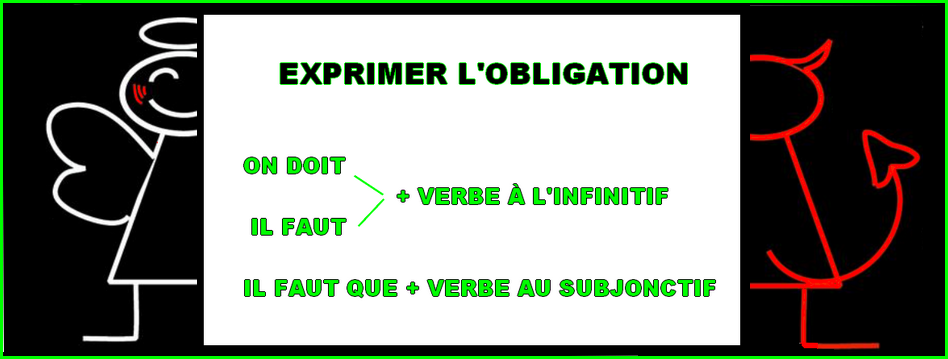 EXPRIMER L'OBLIGATION
ON DOIT
+ VERBE À L'INFINITIF
IL FAUT
IL FAUT QUE + VERBE AU SUBJONCTIF